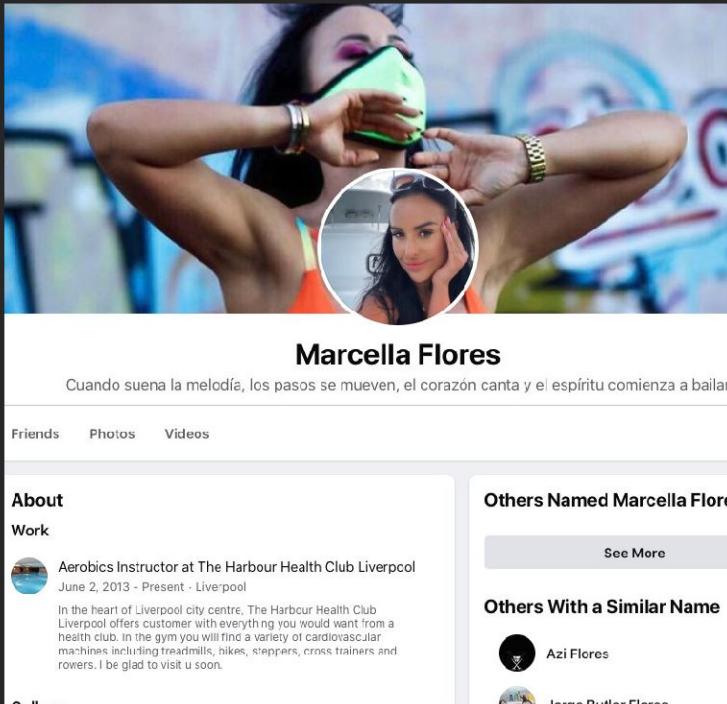 Marcella Flores
Cuando suena la melodía, los pasos se mueven, el corazón canta y el espíritu comienza a bailar
Friends Photos Videos
About
Work
Aerobics Instructor at The Harbour Health Club Liverpool
June 2, 2013 - Present · Liverpool
In the heart of Liverpool city centre, The Harbour Health Club
Liverpool offers customer with everything you would want from a
health club. In the gym you will find a variety of cardiovascular
machines including treadmills, bikes, steppers, cross trainers and
rowers. I be glad to visit u soon.
Others Named Marcella Flore
See More
Others With a Similar Name
Azi Flores